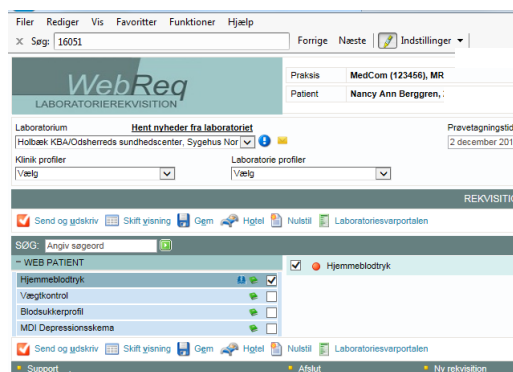 Filer Rediger Vis Favoritter Funktioner Hjælp
x Søg: 16051 Forrige Næste Indstillinger
WebReq
LABORATORIEREKVISITION
Praksis MedCom (123456), MR
Patient Nancy Ann Berggren,
Laboratorium Hent nyheder fra laboratoriet Prøvetagningstid
Holbæk KBA/Odsherreds sundhedscenter, Sygehus Nor 2 december 201
Klinik profiler Laboratorie profiler
Vælg Vælg
REKVISITI
Send og udskriv Skift visning Gem Hotel Nulstil Laboratoriesvarportalen
SØG: Angiv søgeord
- WEB PATIENT
Hjemmeblodtryk Hjemmeblodtryk
Vægtkontrol
Blodsukkerprofil
MDI Depressionsskema
Send og udskriv Skift visning Gem Hotel Nulstil Laboratoriesvarportalen
Support Afslut Ny rekvisition